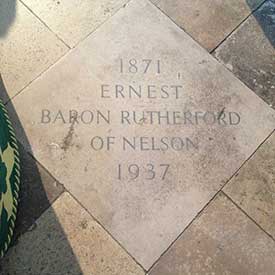 1871
ERNEST
BARON RUTHERFORD
OF NELSON
1937